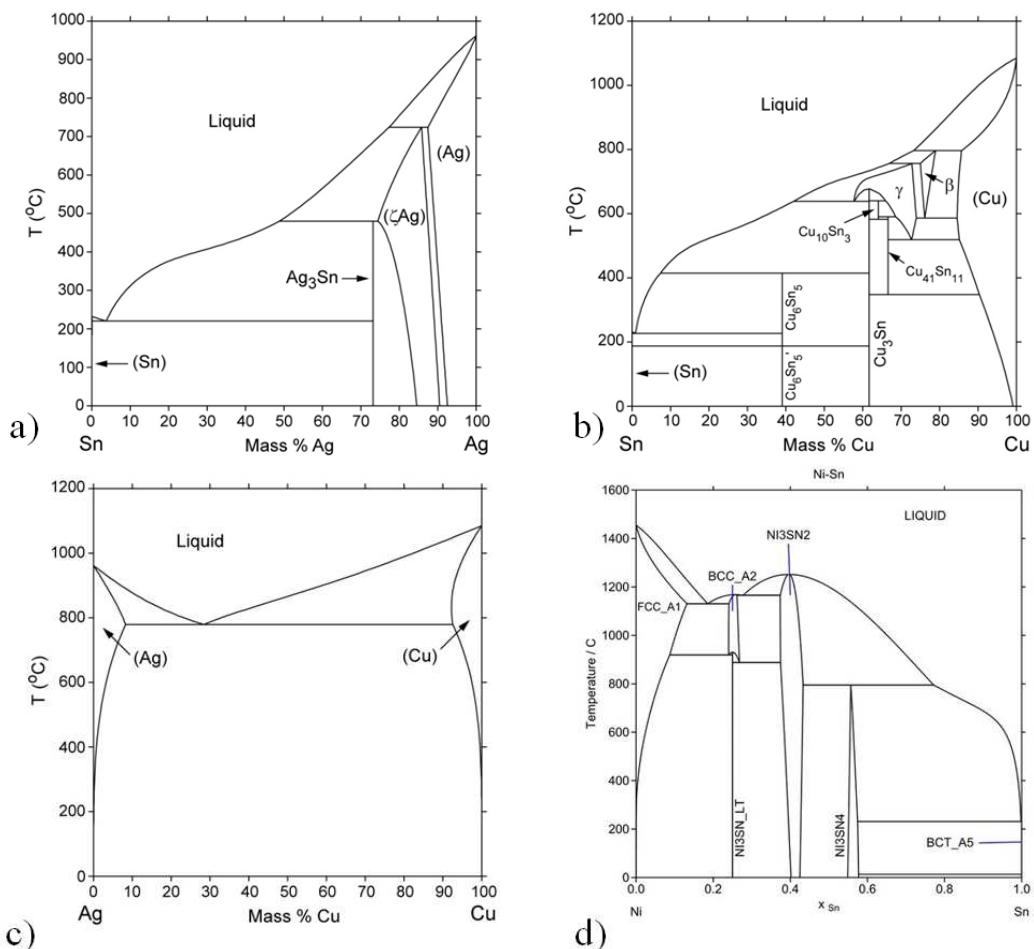 1000
900
800
700
600
500
400
300
200
100
0
T (°C)
Liquid
(Ag)
(ζAg)
Ag3Sn
(Sn)
0 10 20 30 40 50 60 70 80 90 100
Sn Mass % Ag Ag
a)
1200
1000
800
600
400
200
0
T (°C)
Liquid
β
γ
(Cu)
Cu10Sn3
Cu41Sn11
Cu6Sn5
Cu6Sn5'
Cu3Sn
(Sn)
0 10 20 30 40 50 60 70 80 90 100
Sn Mass % Cu Cu
b)
1200
1000
800
600
400
200
0
T (°C)
Liquid
(Ag)
(Cu)
0 10 20 30 40 50 60 70 80 90 100
Ag Mass % Cu Cu
c)
Ni-Sn
1600
1400
1200
1000
800
600
400
200
0
Temperature / C
LIQUID
NI3SN2
BCC_A2
FCC_A1
NI3SN_LT
NI3SN4
BCT_A5
0.0 0.2 0.4 0.6 0.8 1.0
Ni x Sn Sn
d)